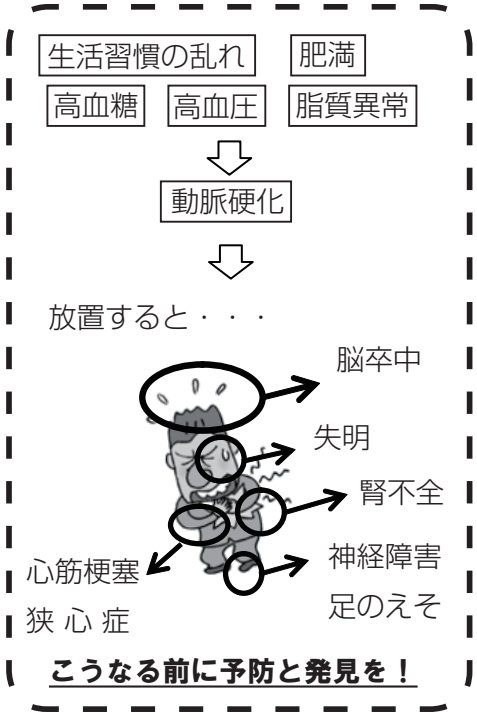 生活習慣の乱れ 肥満
高血糖 高血圧 脂質異常
動脈硬化
放置すると・・・
脳卒中
失明
腎不全
神経障害
足のえそ
心筋梗塞
狭心症
こうなる前に予防と発見を！